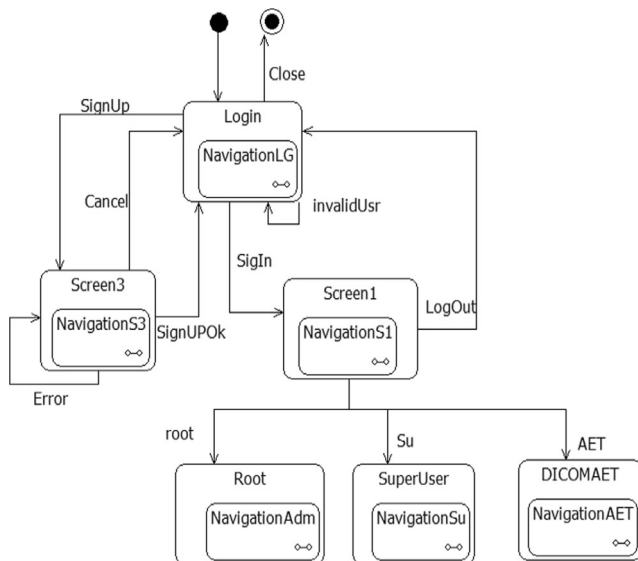 Close
SignUp
Login
NavigationLG
Cancel
invalidUsr
SigIn
Screen3
NavigationS3
SignUPOk
Error
Screen1
NavigationS1
LogOut
root
Su
AET
Root
NavigationAdm
SuperUser
NavigationSu
DICOMAET
NavigationAET